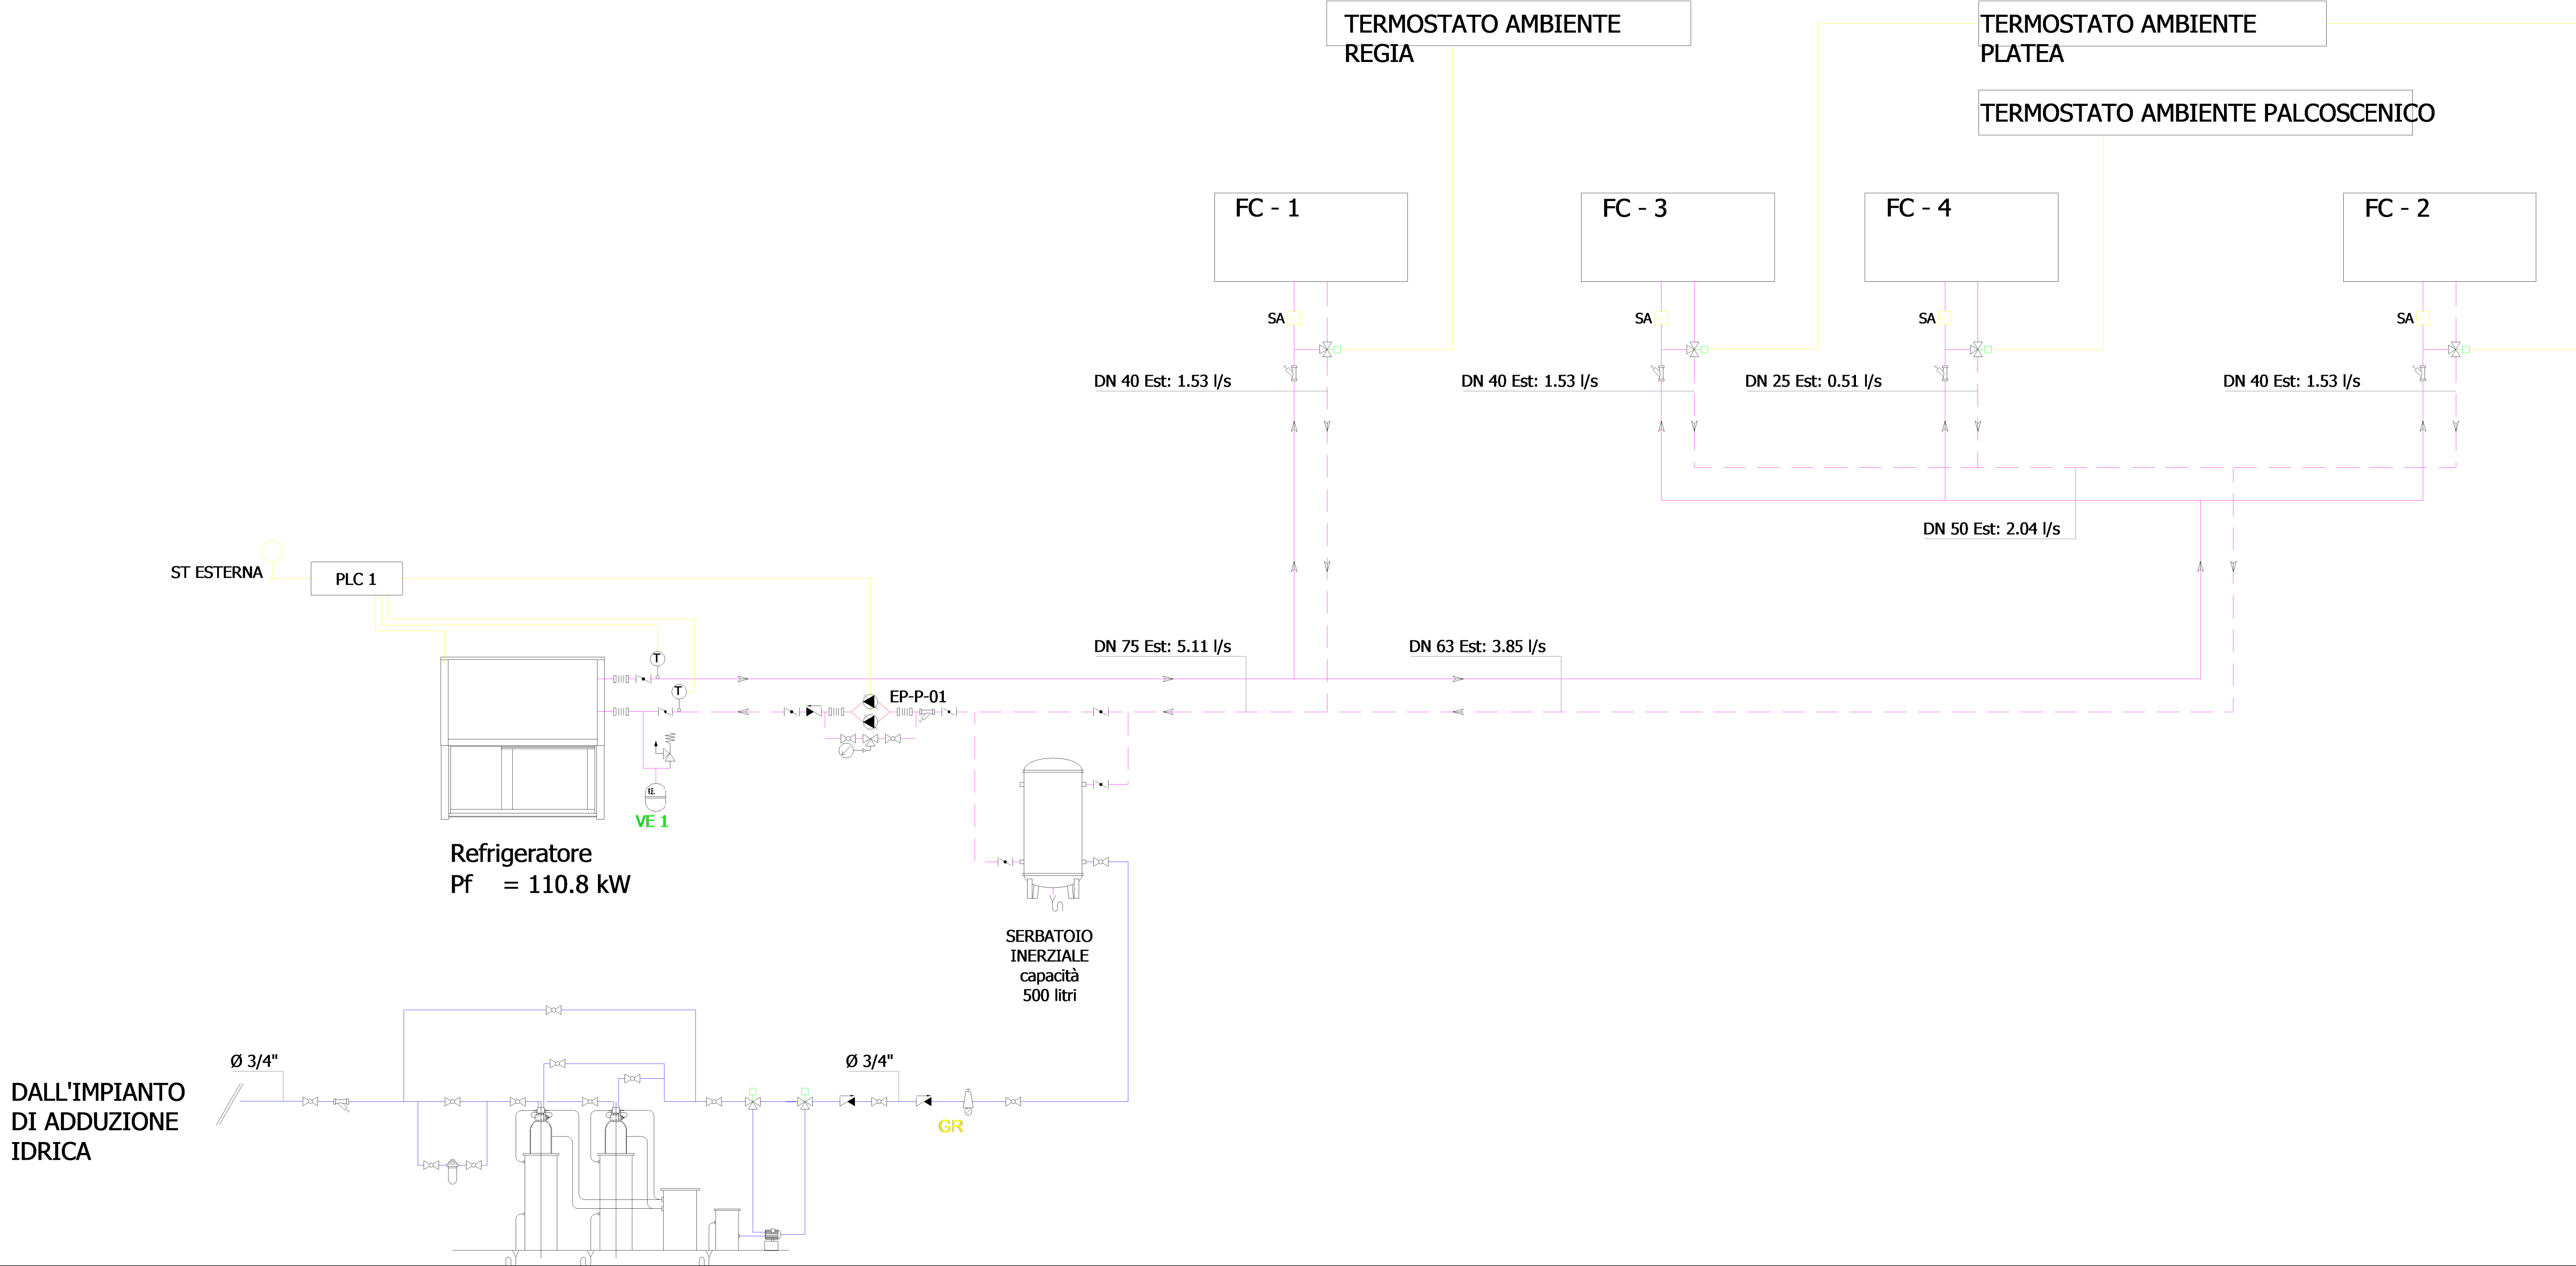 TERMOSTATO AMBIENTE
REGIA
TERMOSTATO AMBIENTE
PLATEA
TERMOSTATO AMBIENTE PALCOSCENICO
FC - 1
FC - 3
FC - 4
FC - 2
SA
SA
SA
SA
DN 40 Est: 1.53 l/s
DN 40 Est: 1.53 l/s
DN 25 Est: 0.51 l/s
DN 40 Est: 1.53 l/s
DN 50 Est: 2.04 l/s
ST ESTERNA
PLC 1
DN 75 Est: 5.11 l/s
DN 63 Est: 3.85 l/s
T
T
EP-P-01
VE 1
Refrigeratore
Pf = 110.8 kW
SERBATOIO
INERZIALE
capacità
500 litri
Ø 3/4"
Ø 3/4"
DALL'IMPIANTO
DI ADDUZIONE
IDRICA
GR